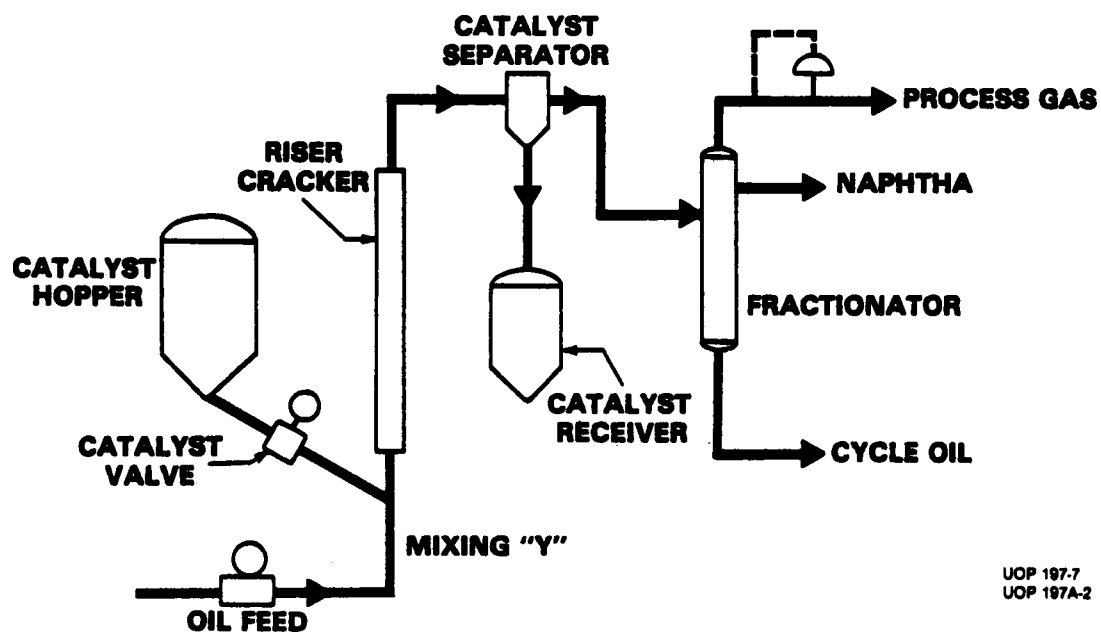 CATALYST
SEPARATOR
PROCESS GAS
RISER
CRACKER
NAPHTHA
CATALYST
HOPPER
FRACTIONATOR
CATALYST
RECEIVER
CATALYST
VALVE
CYCLE OIL
MIXING "Y"
OIL FEED
UOP 197-7
UOP 197A-2